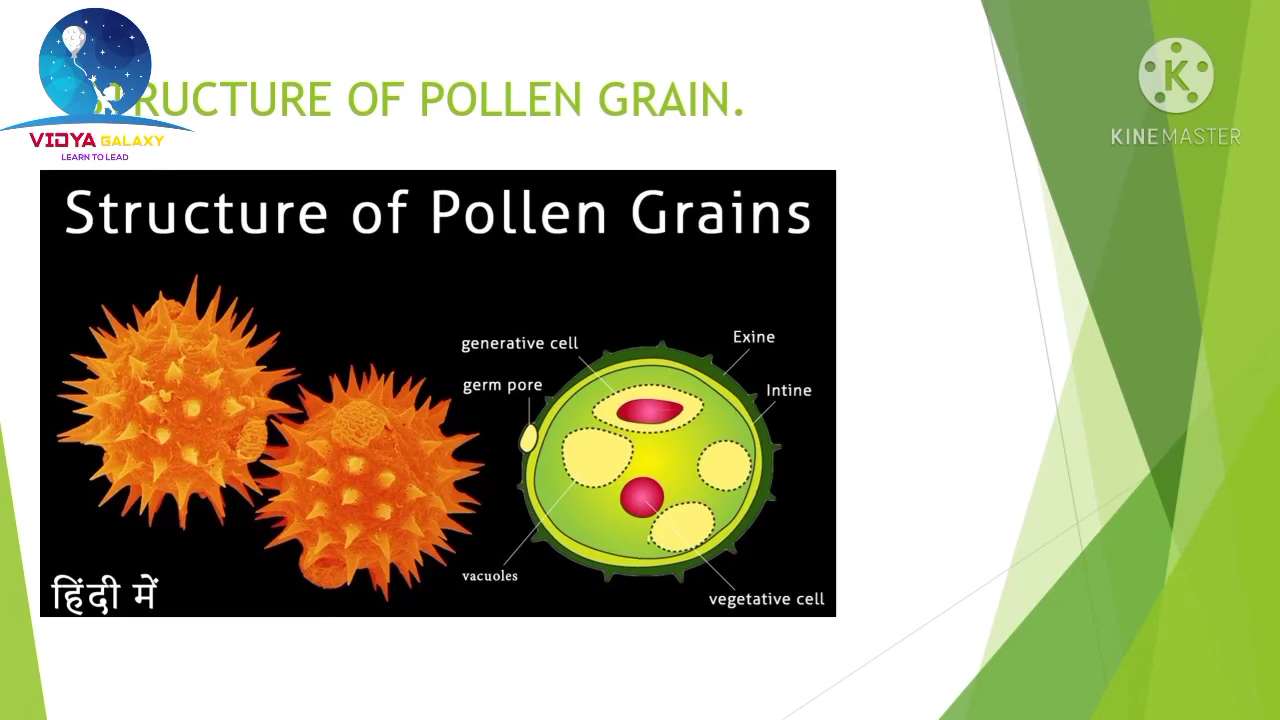 STRUCTURE OF POLLEN GRAIN.
VIDYA GALAXY
LEARN TO LEAD
K
KINEMASTER
Structure of Pollen Grains
generative cell
Exine
germ pore
Intine
vacuoles
vegetative cell
हिंदी में